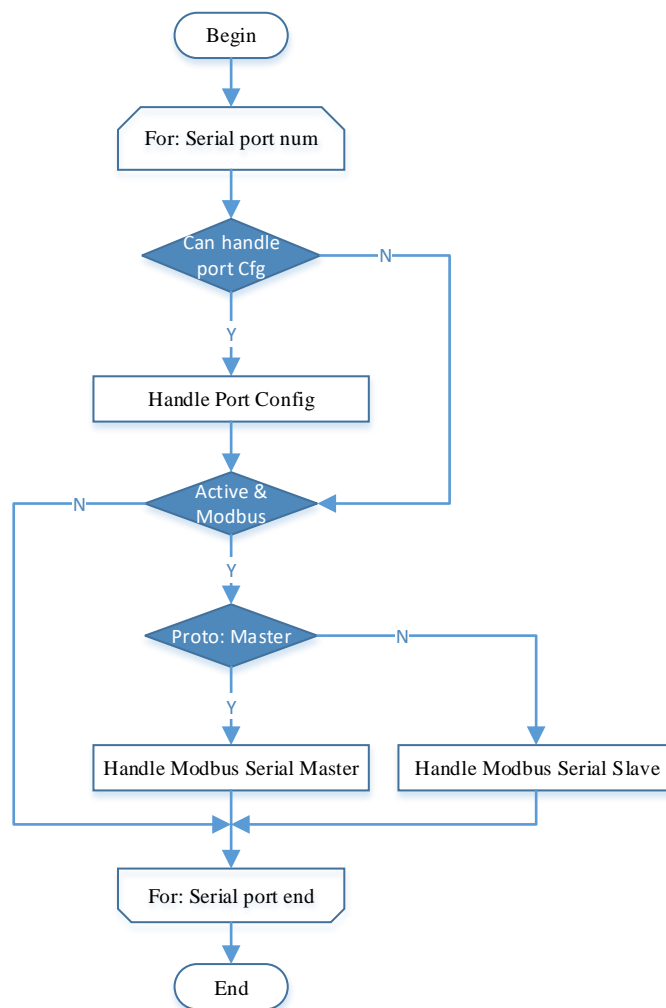 Begin
For: Serial port num
Can handle
port Cfg
N
Y
Handle Port Config
Active &
Modbus
N
Y
Proto: Master
N
Y
Handle Modbus Serial Master
Handle Modbus Serial Slave
For: Serial port end
End